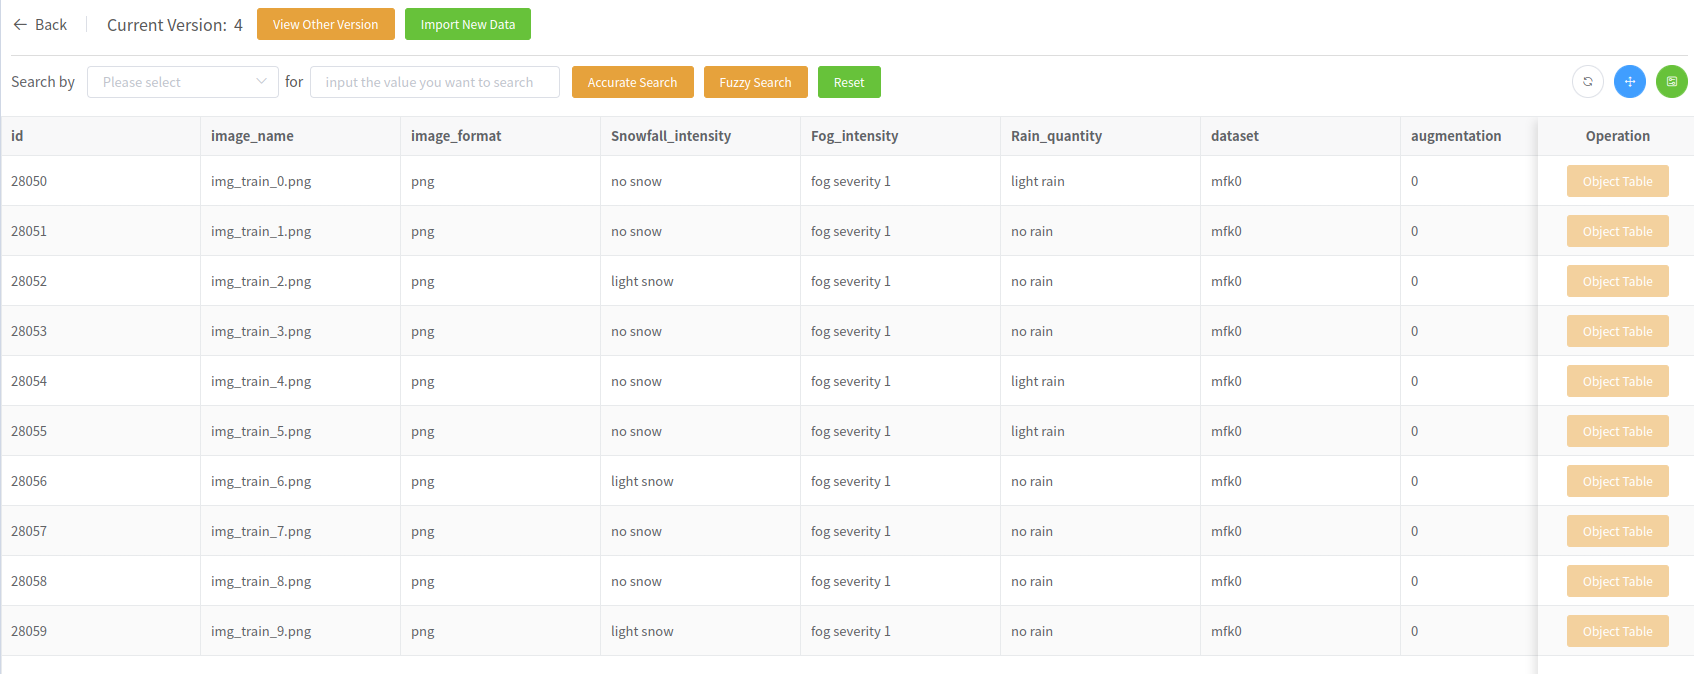 Back Current Version: 4 View Other Version Import New Data
Search by Please select for input the value you want to search Accurate Search Fuzzy Search Reset
id image_name image_format Snowfall_intensity Fog_intensity Rain_quantity dataset augmentation Operation
28050 img_train_0.png png no snow fog severity 1 light rain mfk0 0 Object Table
28051 img_train_1.png png no snow fog severity 1 no rain mfk0 0 Object Table
28052 img_train_2.png png light snow fog severity 1 no rain mfk0 0 Object Table
28053 img_train_3.png png no snow fog severity 1 no rain mfk0 0 Object Table
28054 img_train_4.png png no snow fog severity 1 light rain mfk0 0 Object Table
28055 img_train_5.png png no snow fog severity 1 light rain mfk0 0 Object Table
28056 img_train_6.png png light snow fog severity 1 no rain mfk0 0 Object Table
28057 img_train_7.png png no snow fog severity 1 no rain mfk0 0 Object Table
28058 img_train_8.png png no snow fog severity 1 no rain mfk0 0 Object Table
28059 img_train_9.png png light snow fog severity 1 no rain mfk0 0 Object Table